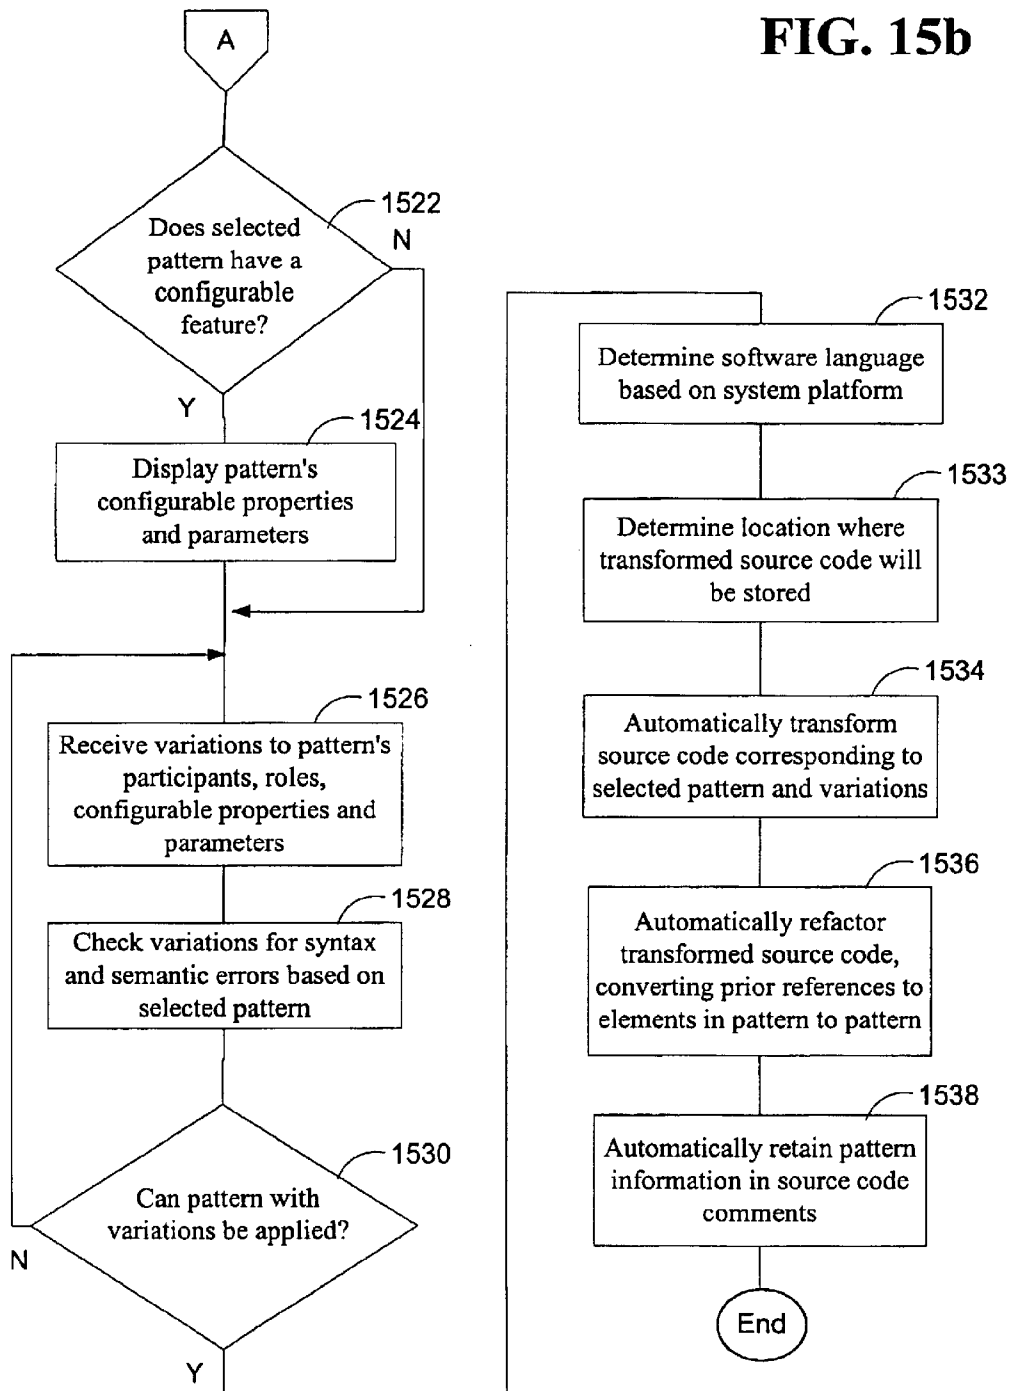 FIG. 15b
A
1522
Does selected
pattern have a
configurable
feature?
N
Y
1524
Display pattern's
configurable properties
and parameters
1526
Receive variations to pattern's
participants, roles,
configurable properties and
parameters
1528
Check variations for syntax
and semantic errors based on
selected pattern
1530
Can pattern with
variations be applied?
N
Y
1532
Determine software language
based on system platform
1533
Determine location where
transformed source code will
be stored
1534
Automatically transform
source code corresponding to
selected pattern and variations
1536
Automatically refactor
transformed source code,
converting prior references to
elements in pattern to pattern
1538
Automatically retain pattern
information in source code
comments
End